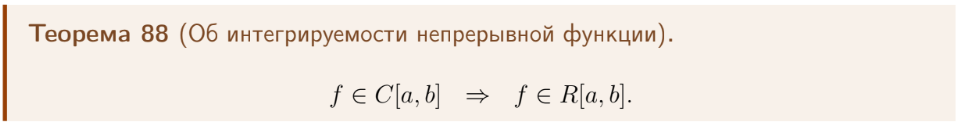 Теорема 88 (Об интегрируемости непрерывной функции).
f ∈ C[a, b] ⇒ f ∈ R[a, b].